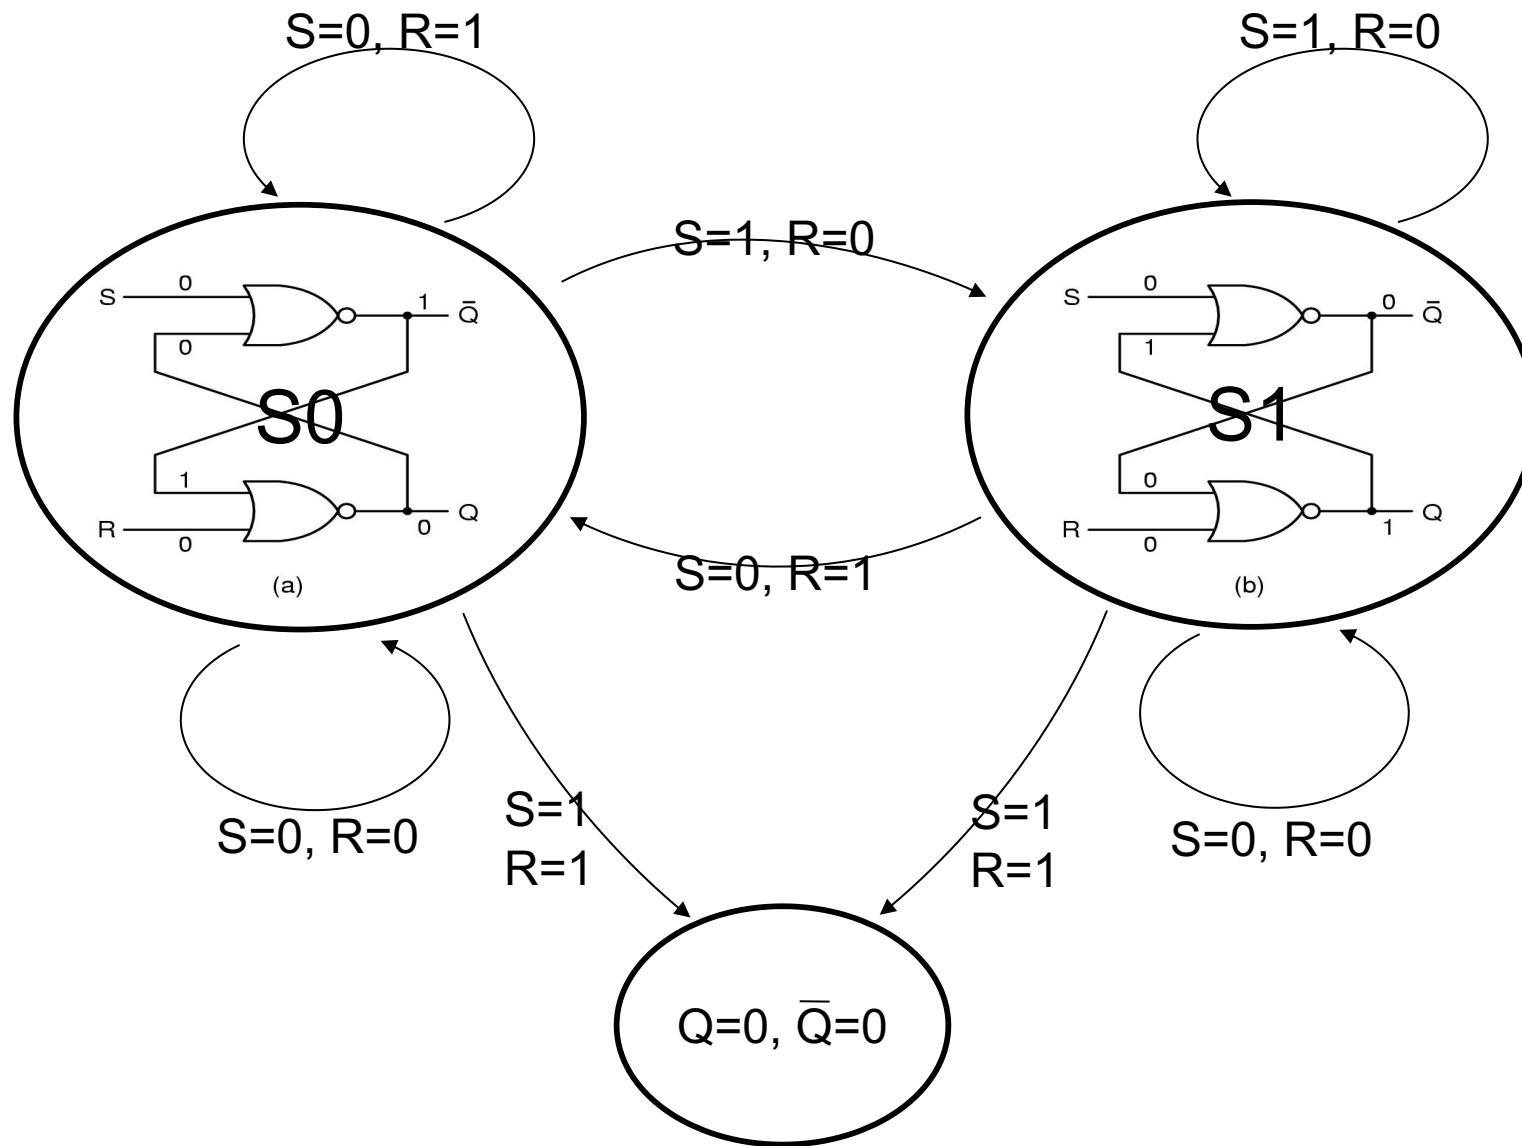 S=0, R=1
S=1, R=0
S=1, R=0
S 0 1 Q̄
0
S0
1
R 0 0 Q
(a)
S 0 0 Q̄
1
S1
0
R 0 1 Q
(b)
S=0, R=1
S=0, R=0
S=1
R=1
S=1
R=1
S=0, R=0
Q=0, Q̄=0